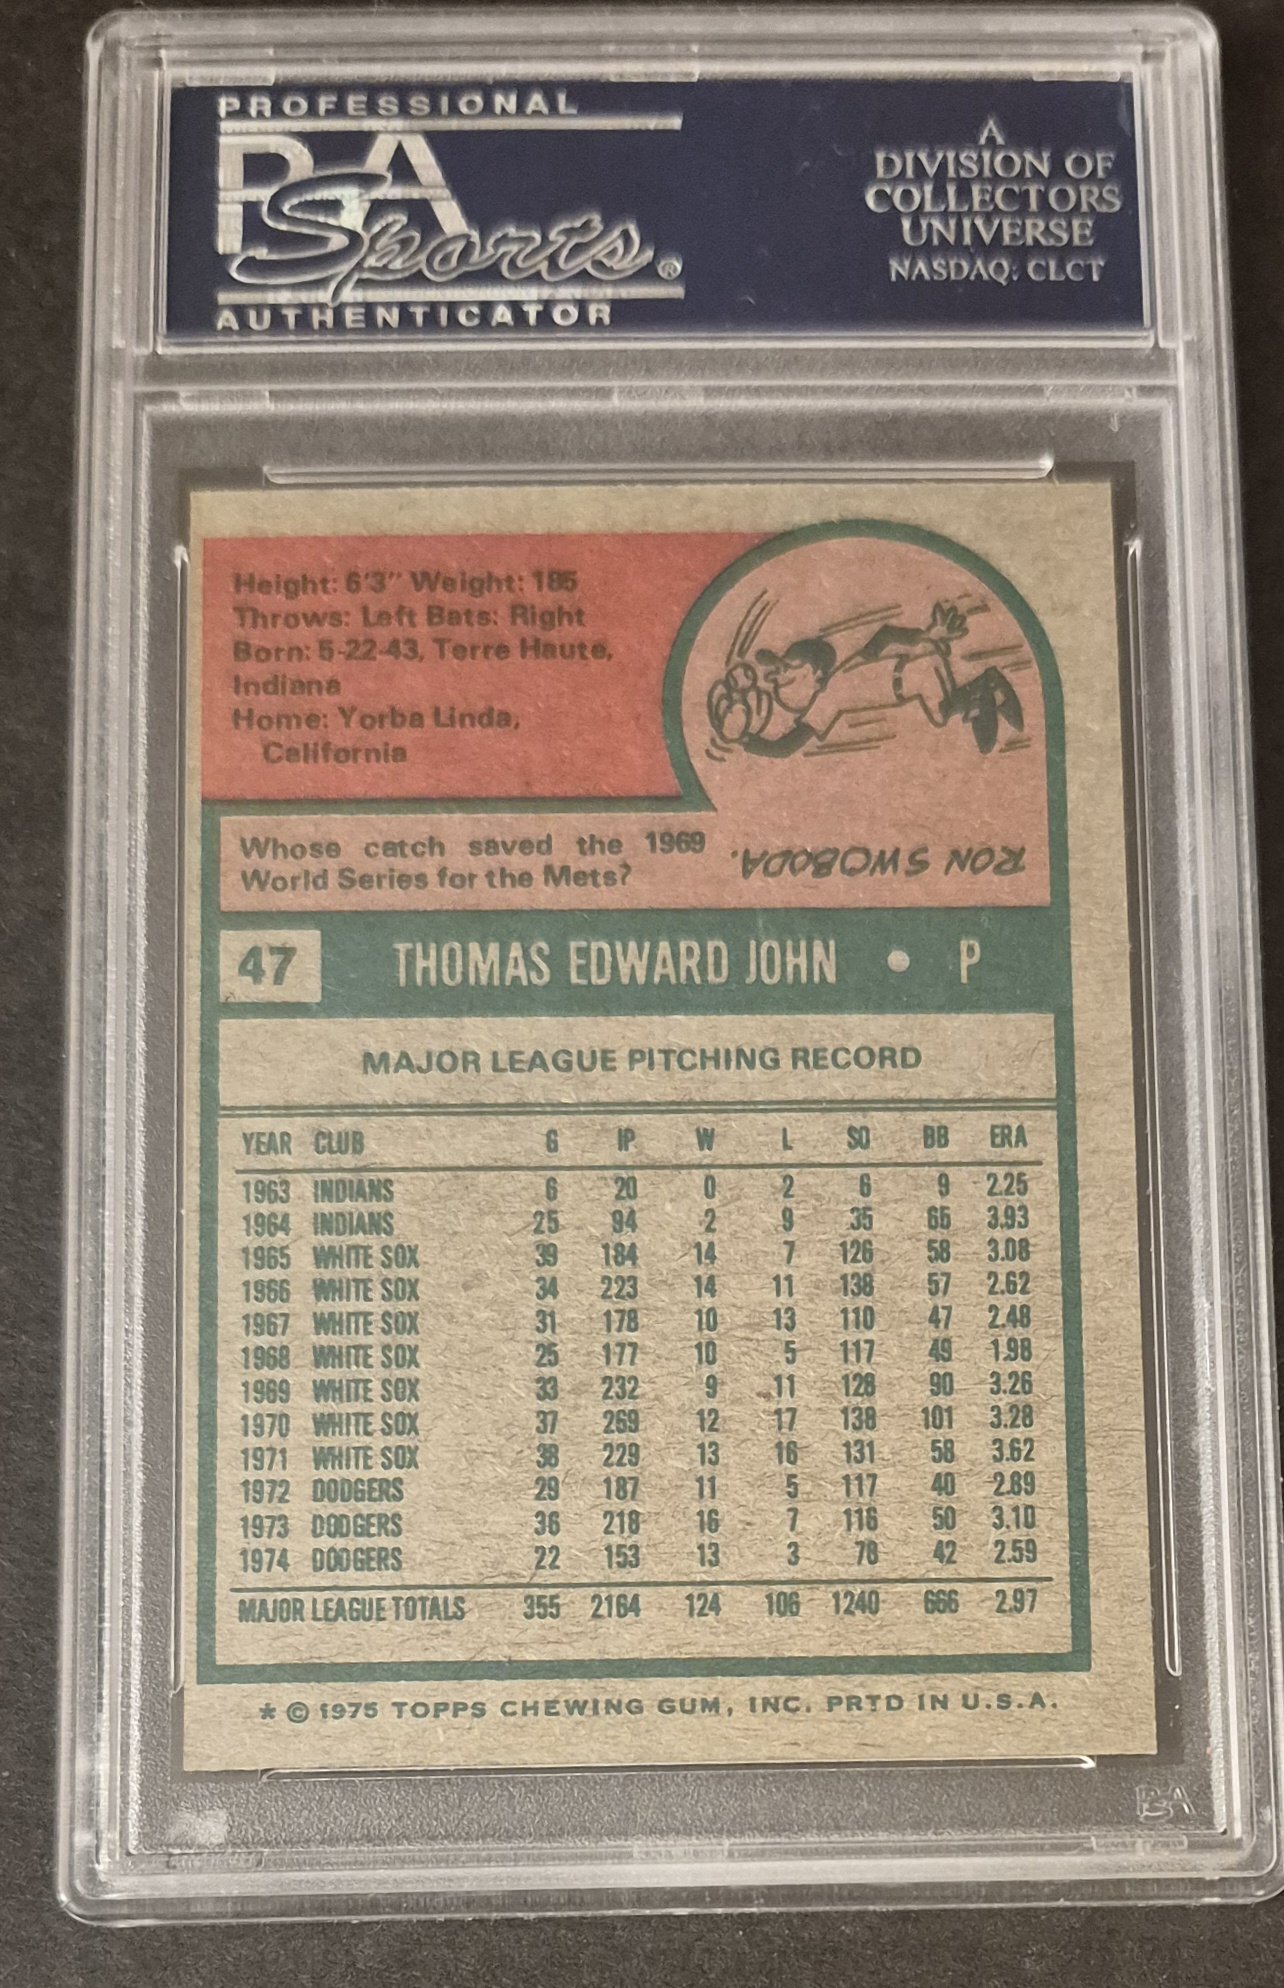 PROFESSIONAL
PSA
Sports®
AUTHENTICATOR
A
DIVISION OF
COLLECTORS
UNIVERSE
NASDAQ: CLCT
Height: 6'3" Weight: 185
Throws: Left Bats: Right
Born: 5-22-43, Terre Haute,
Indiana
Home: Yorba Linda,
California
Whose catch saved the 1969
World Series for the Mets?
RON SWOBODA.
47 THOMAS EDWARD JOHN • P
MAJOR LEAGUE PITCHING RECORD
YEAR CLUB G IP W L SO BB ERA
1963 INDIANS 6 20 0 2 6 9 2.25
1964 INDIANS 25 94 2 9 35 65 3.93
1965 WHITE SOX 39 184 14 7 126 58 3.08
1966 WHITE SOX 34 223 14 11 138 57 2.62
1967 WHITE SOX 31 178 10 13 110 47 2.48
1968 WHITE SOX 25 177 10 5 117 49 1.98
1969 WHITE SOX 33 232 9 11 128 90 3.26
1970 WHITE SOX 37 269 12 17 138 101 3.28
1971 WHITE SOX 38 229 13 16 131 58 3.62
1972 DODGERS 29 187 11 5 117 40 2.89
1973 DODGERS 36 218 16 7 116 50 3.10
1974 DODGERS 22 153 13 3 78 42 2.59
MAJOR LEAGUE TOTALS 355 2164 124 106 1240 666 2.97
* © 1975 TOPPS CHEWING GUM, INC. PRTD IN U.S.A.
PSA